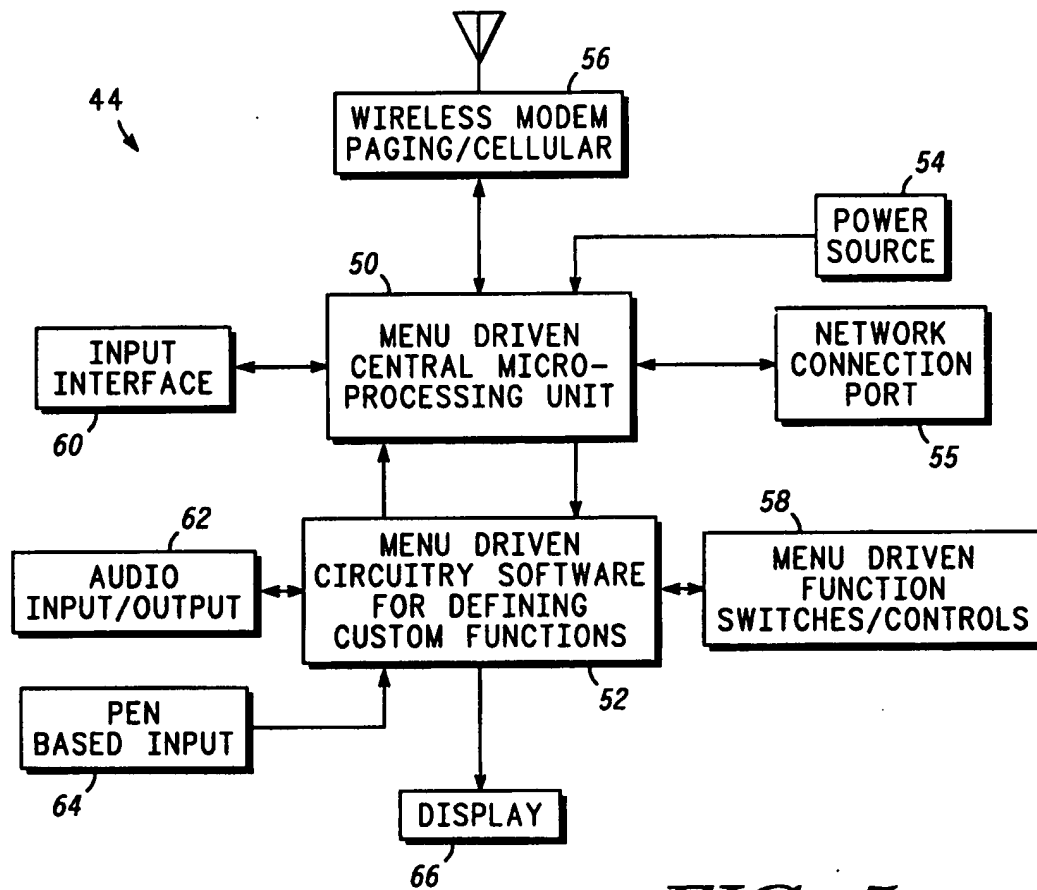 44
56
WIRELESS MODEM
PAGING/CELLULAR
54
POWER
SOURCE
50
MENU DRIVEN
CENTRAL MICRO-
PROCESSING UNIT
INPUT
INTERFACE
60
NETWORK
CONNECTION
PORT
55
62
AUDIO
INPUT/OUTPUT
MENU DRIVEN
CIRCUITRY SOFTWARE
FOR DEFINING
CUSTOM FUNCTIONS
52
58
MENU DRIVEN
FUNCTION
SWITCHES/CONTROLS
PEN
BASED INPUT
64
DISPLAY
66